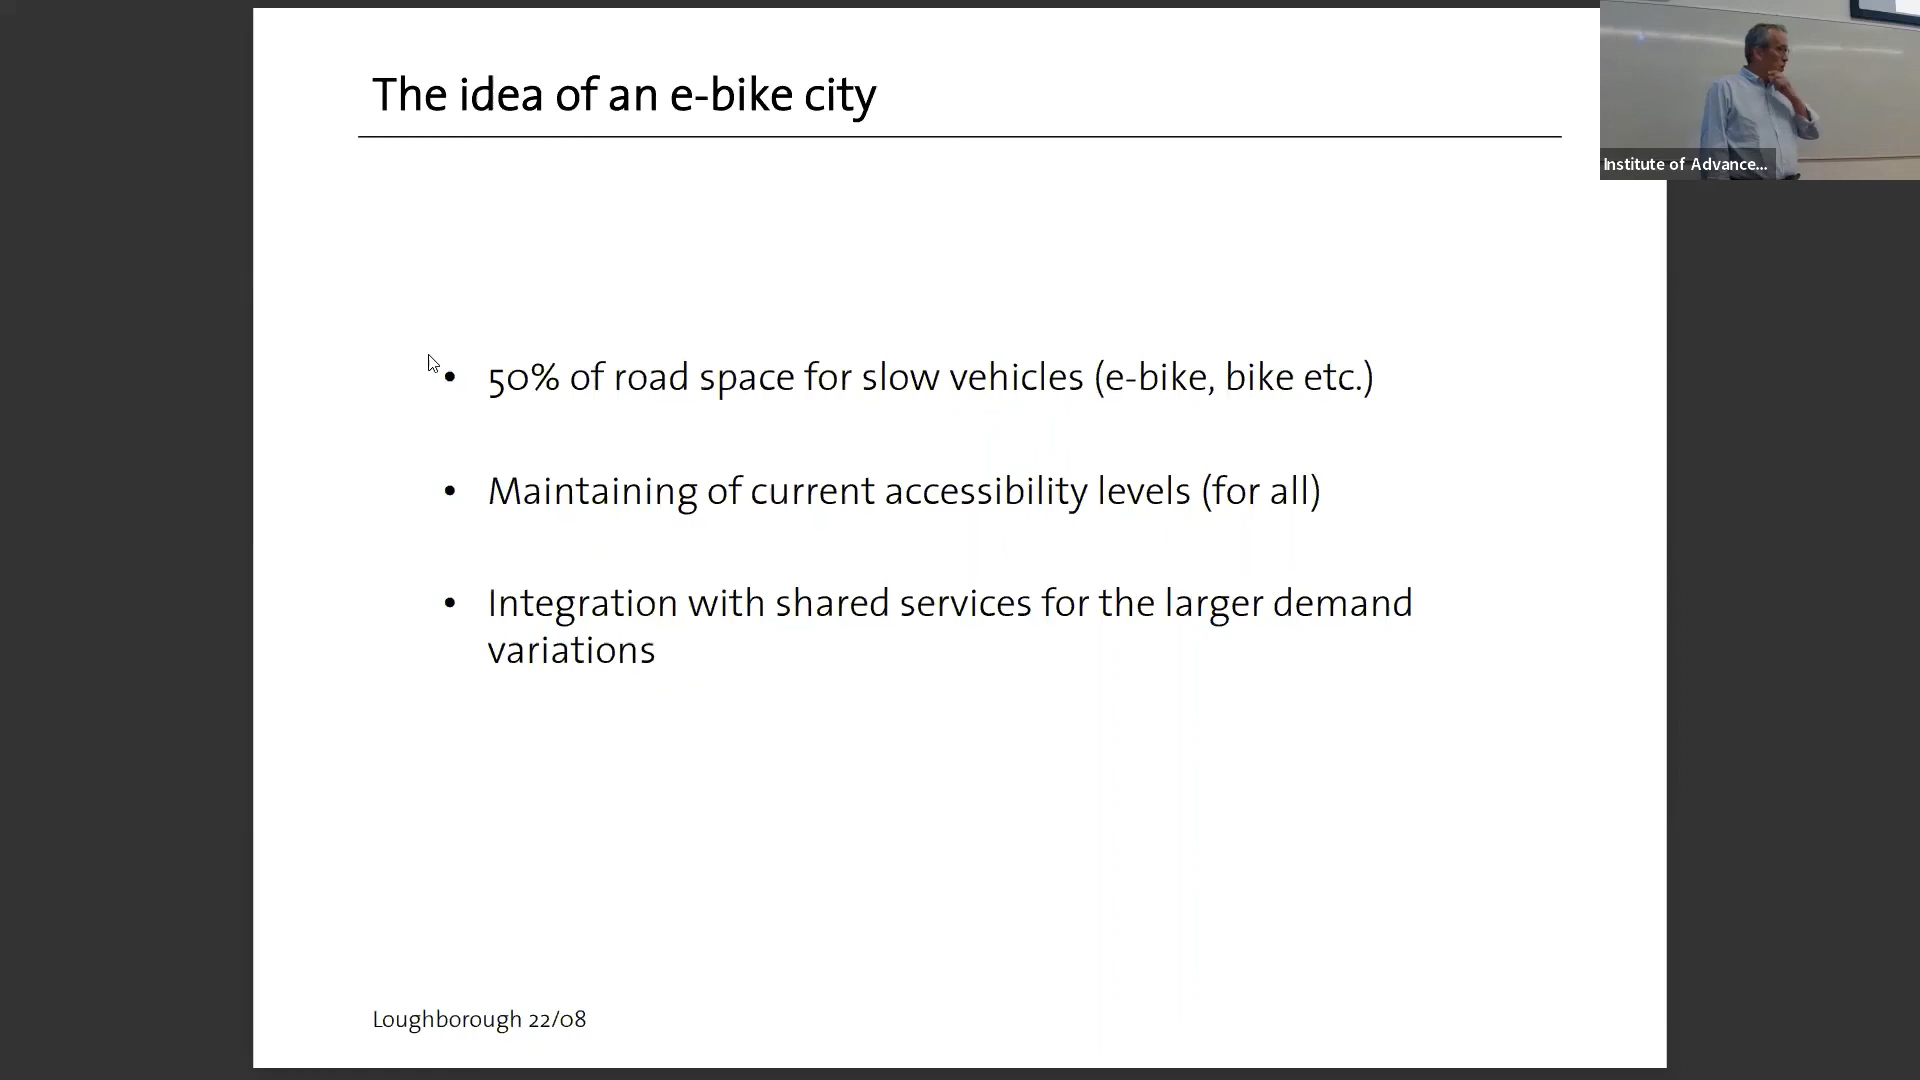 The idea of an e-bike city
Institute of Advance...
• 50% of road space for slow vehicles (e-bike, bike etc.)
• Maintaining of current accessibility levels (for all)
• Integration with shared services for the larger demand
variations
Loughborough 22/08